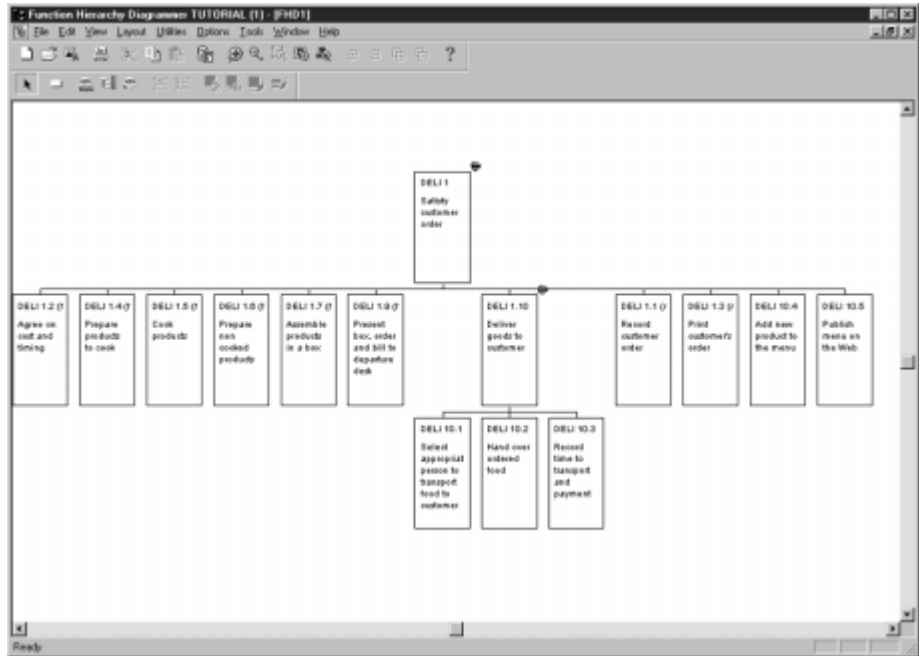 Function Hierarchy Diagrammer TUTORIAL (1) - [FHD1]
File Edit View Layout Utilities Options Tools Window Help
DELI 1
Satisfy
customer
order
DELI 1.2 (
Agree on
cost and
timing
DELI 1.4 (
Prepare
products
to cook
DELI 1.5 (
Cook
products
DELI 1.6 (
Prepare
non
cooked
products
DELI 1.7 (
Assemble
products
in a box
DELI 1.9 (
Present
box, order
and bill to
departure
desk
DELI 1.10
Deliver
goods to
customer
DELI 1.1 (
Record
customer
order
DELI 1.3 (
Print
customer's
order
DELI 10.4
Add new
product to
the menu
DELI 10.5
Publish
menu on
the Web
DELI 10.1
Select
appropriat
person to
transport
food to
customer
DELI 10.2
Hand over
ordered
food
DELI 10.3
Record
time to
transport
and
payment
Ready